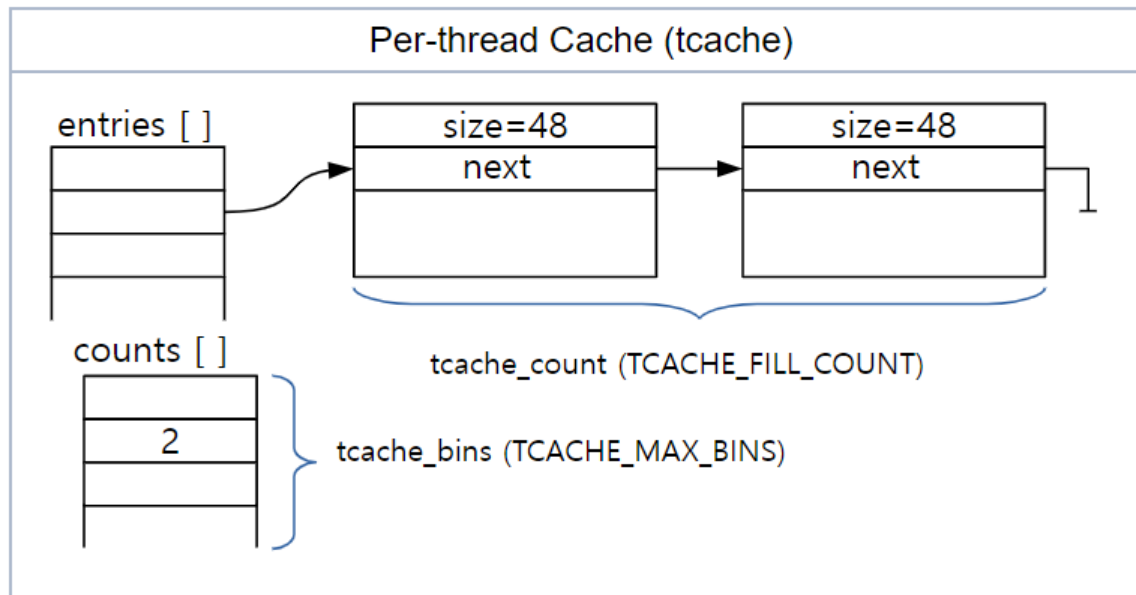 Per-thread Cache (tcache)
entries [ ]
size=48
next
size=48
next
tcache_count (TCACHE_FILL_COUNT)
counts [ ]
2
tcache_bins (TCACHE_MAX_BINS)